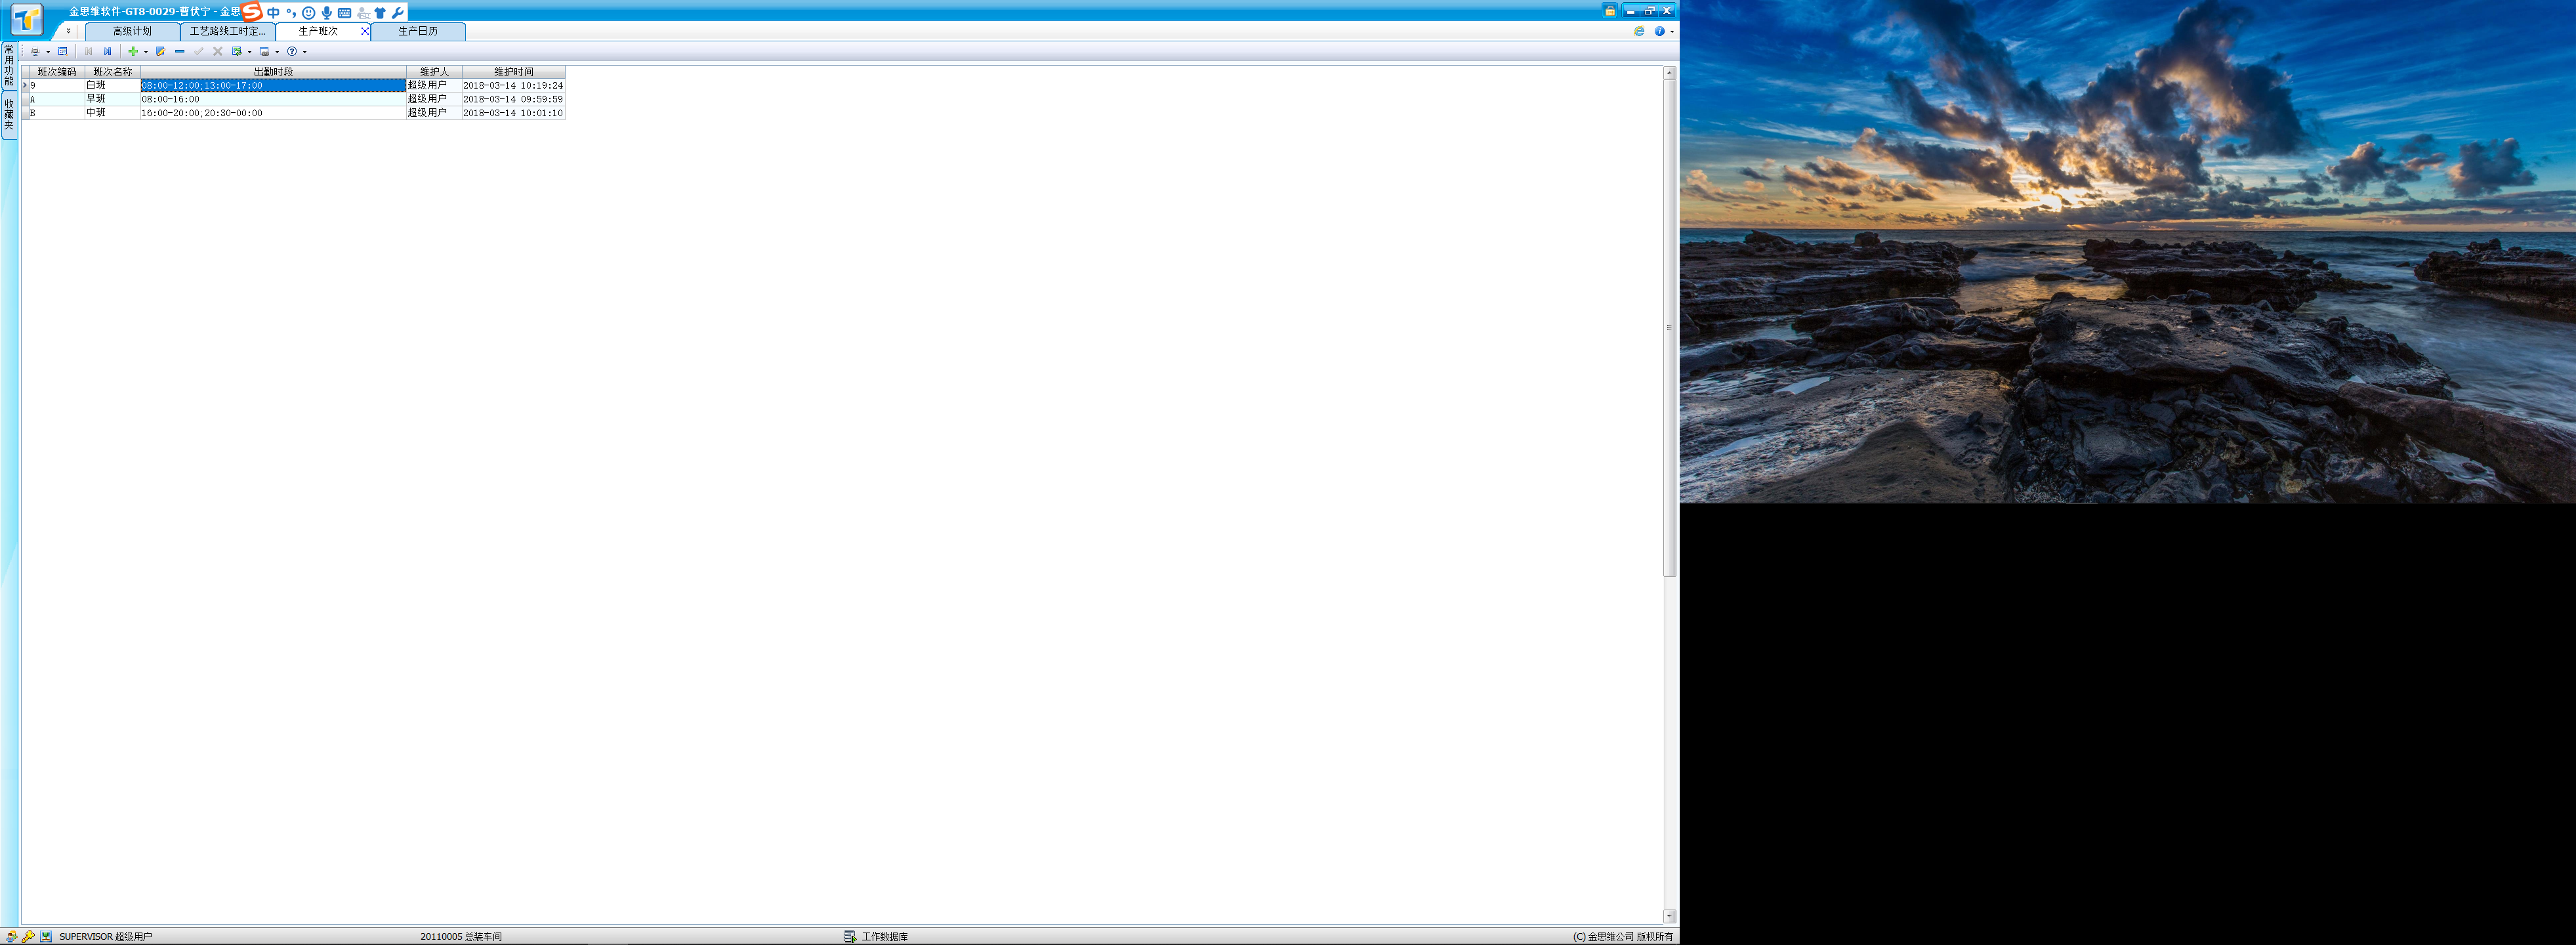 金思维软件-GT8-0029-曹伏宁 - 金思
中
高级计划 工艺路线工时定... 生产班次 生产日历
常用功能
收藏夹
班次编码 班次名称 出勤时段 维护人 维护时间
9 白班 08:00-12:00;13:00-17:00 超级用户 2018-03-14 10:19:24
A 早班 08:00-16:00 超级用户 2018-03-14 09:59:59
B 中班 16:00-20:00;20:30-00:00 超级用户 2018-03-14 10:01:10
SUPERVISOR 超级用户 20110005 总装车间 工作数据库 (C) 金思维公司 版权所有